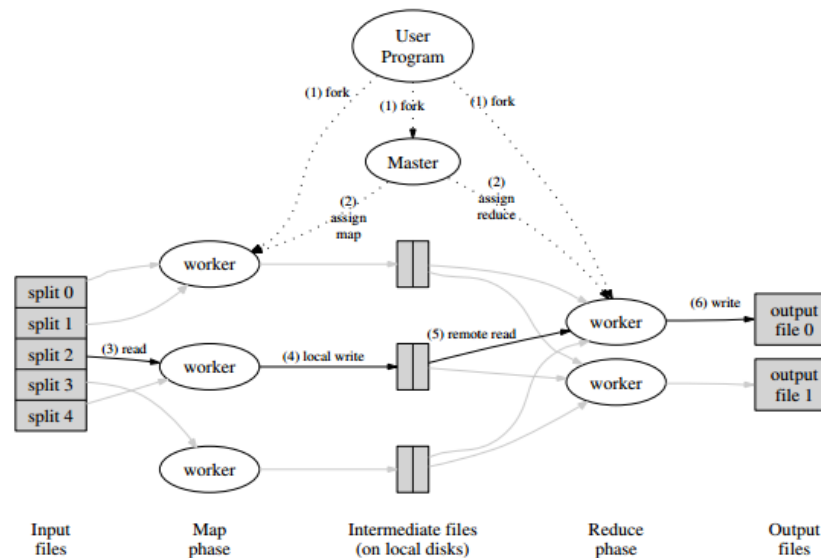 User
Program
(1) fork
(1) fork
(1) fork
Master
(2)
assign
map
(2)
assign
reduce
worker
split 0
split 1
split 2
split 3
split 4
(3) read
worker
(4) local write
(5) remote read
worker
(6) write
output
file 0
worker
output
file 1
worker
Input
files
Map
phase
Intermediate files
(on local disks)
Reduce
phase
Output
files